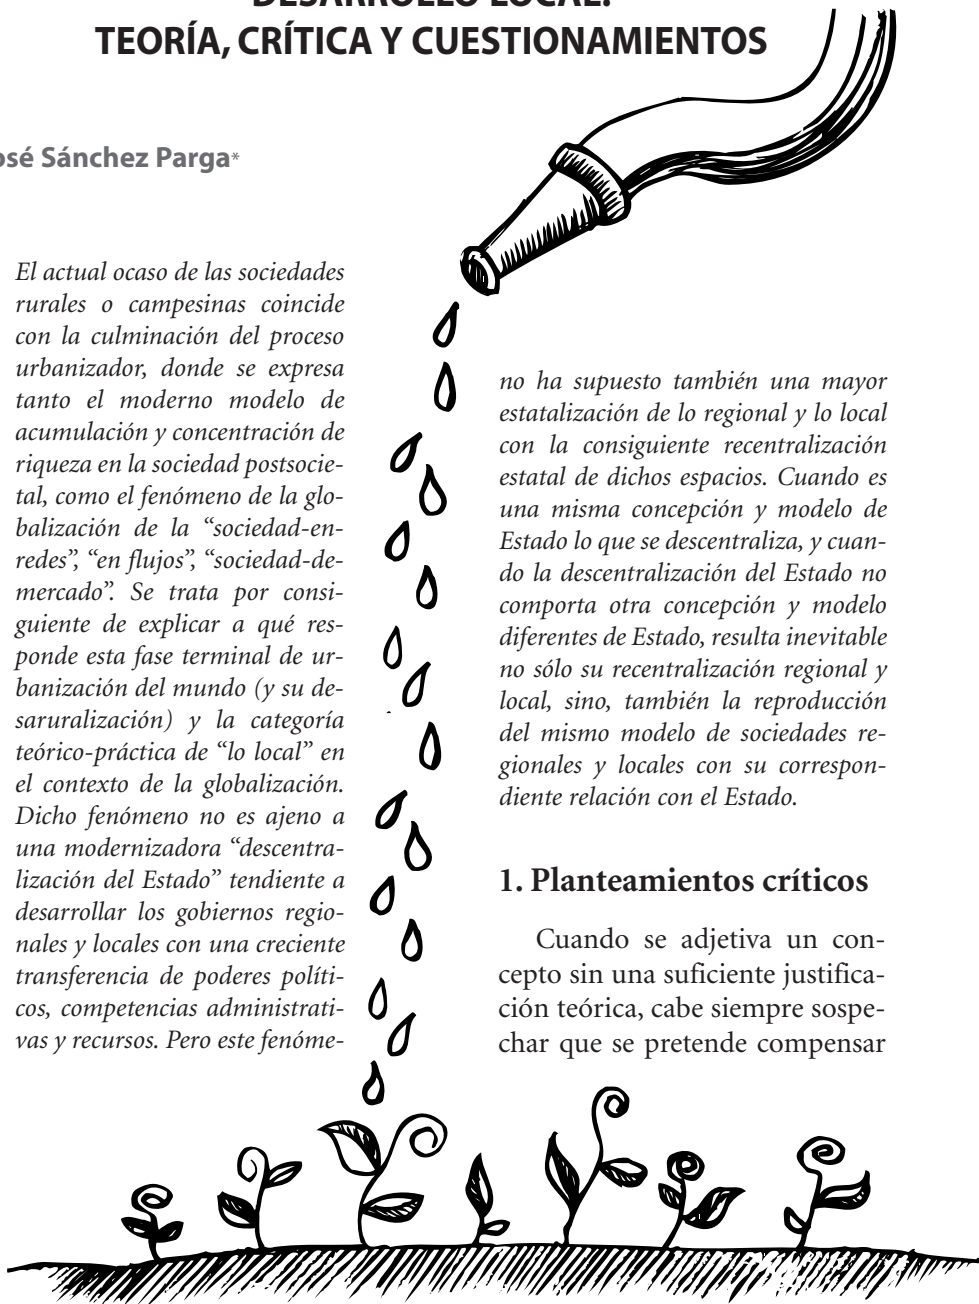 DESARROLLO LOCAL:
TEORÍA, CRÍTICA Y CUESTIONAMIENTOS
osé Sánchez Parga*
El actual ocaso de las sociedades
rurales o campesinas coincide
con la culminación del proceso
urbanizador, donde se expresa
tanto el moderno modelo de
acumulación y concentración de
riqueza en la sociedad postsocie-
tal, como el fenómeno de la glo-
balización de la “sociedad-en-
redes”, “en flujos”, “sociedad-de-
mercado”. Se trata por consi-
guiente de explicar a qué res-
ponde esta fase terminal de ur-
banización del mundo (y su de-
saruralización) y la categoría
teórico-práctica de “lo local” en
el contexto de la globalización.
Dicho fenómeno no es ajeno a
una modernizadora “descentra-
lización del Estado” tendiente a
desarrollar los gobiernos regio-
nales y locales con una creciente
transferencia de poderes políti-
cos, competencias administrati-
vas y recursos. Pero este fenóme-
no ha supuesto también una mayor
estatalización de lo regional y lo local
con la consiguiente recentralización
estatal de dichos espacios. Cuando es
una misma concepción y modelo de
Estado lo que se descentraliza, y cuan-
do la descentralización del Estado no
comporta otra concepción y modelo
diferentes de Estado, resulta inevitable
no sólo su recentralización regional y
local, sino, también la reproducción
del mismo modelo de sociedades re-
gionales y locales con su correspon-
diente relación con el Estado.
1. Planteamientos críticos
Cuando se adjetiva un con-
cepto sin una suficiente justifica-
ción teórica, cabe siempre sospe-
char que se pretende compensar